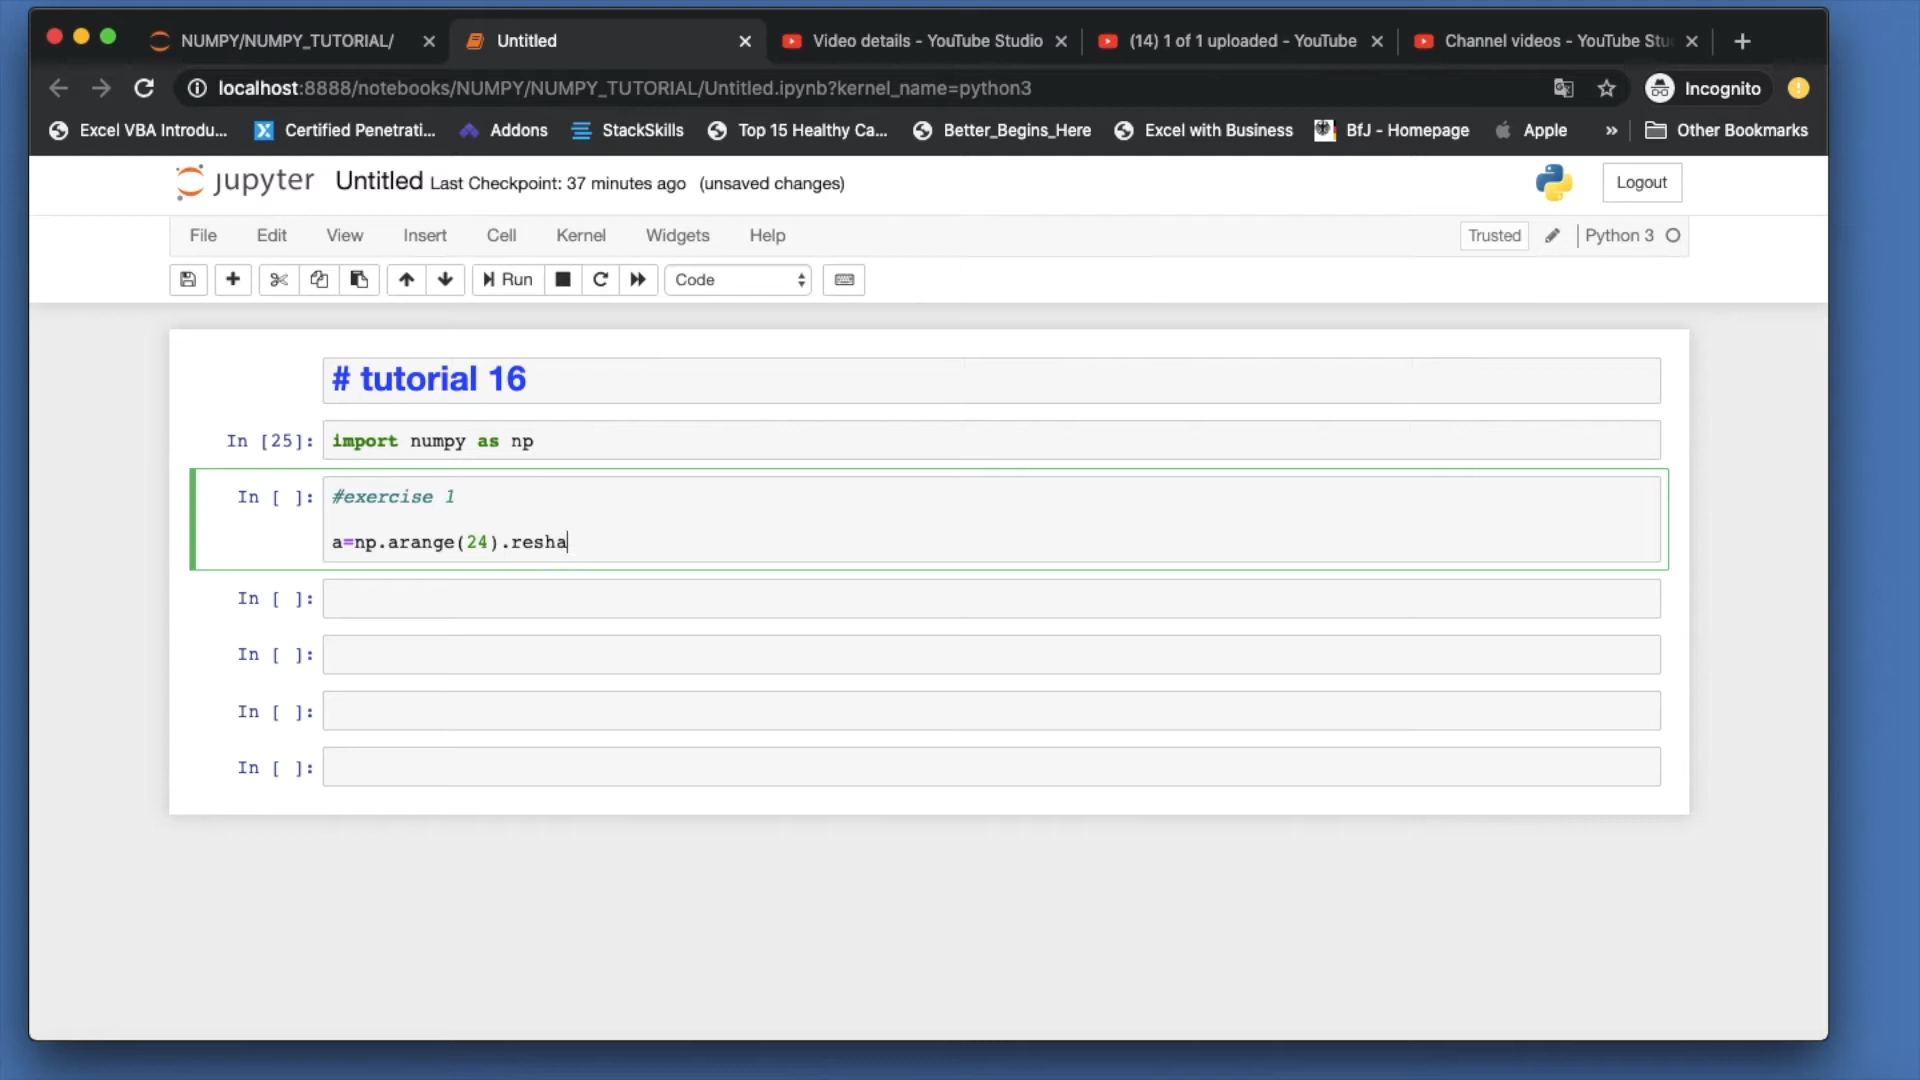 NUMPY/NUMPY_TUTORIAL/
Untitled
Video details - YouTube Studio
(14) 1 of 1 uploaded - YouTube
Channel videos - YouTube Stu
localhost:8888/notebooks/NUMPY/NUMPY_TUTORIAL/Untitled.ipynb?kernel_name=python3
Incognito
Excel VBA Introdu...
Certified Penetrati...
Addons
StackSkills
Top 15 Healthy Ca...
Better_Begins_Here
Excel with Business
BfJ - Homepage
Apple
»
Other Bookmarks
jupyter Untitled Last Checkpoint: 37 minutes ago (unsaved changes)
Logout
File Edit View Insert Cell Kernel Widgets Help
Trusted
Python 3
Run
Code
# tutorial 16
In [25]: import numpy as np
In [ ]: #exercise 1
a=np.arange(24).resha
In [ ]:
In [ ]:
In [ ]:
In [ ]: